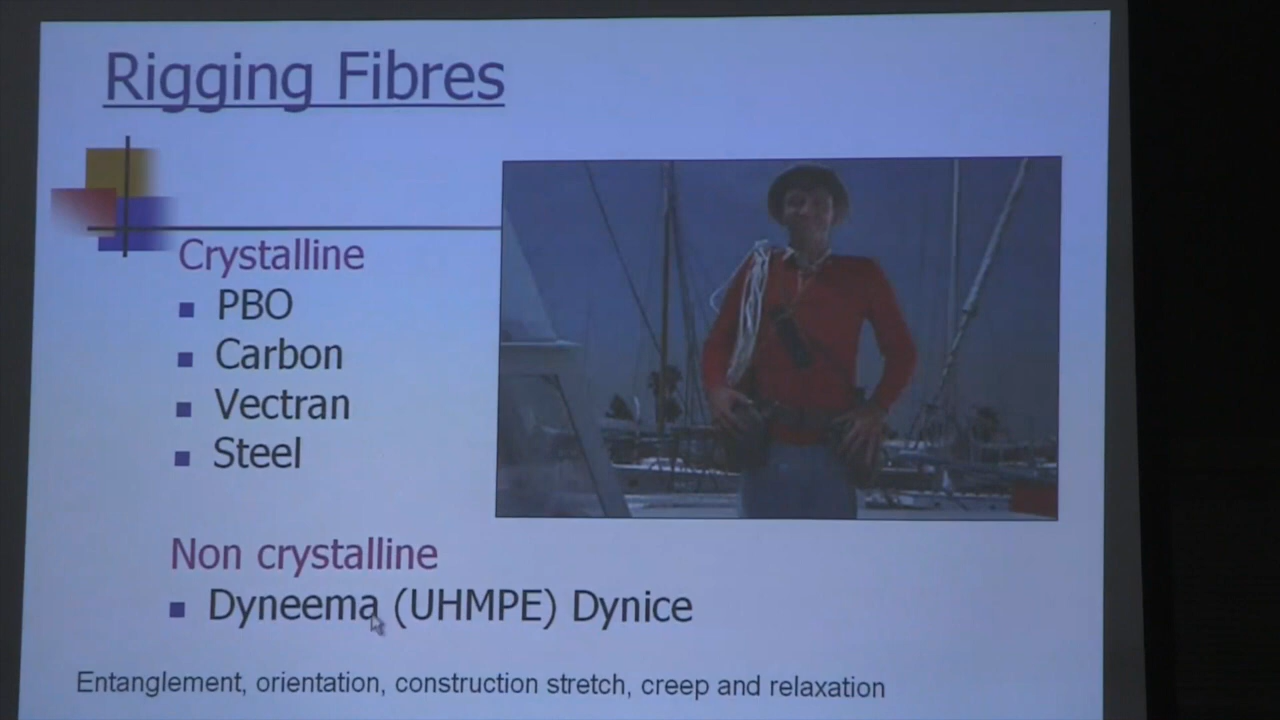 Rigging Fibres
Crystalline
PBO
Carbon
Vectran
Steel
Non crystalline
Dyneema (UHMPE) Dynice
Entanglement, orientation, construction stretch, creep and relaxation